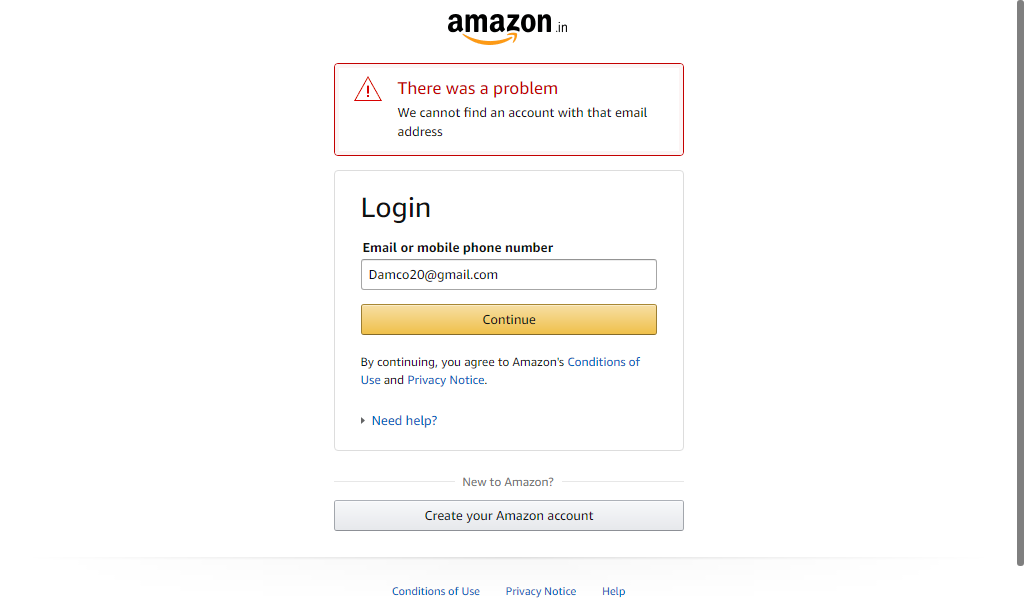 amazon.in
There was a problem
We cannot find an account with that email
address
Login
Email or mobile phone number
Damco20@gmail.com
Continue
By continuing, you agree to Amazon's Conditions of
Use and Privacy Notice.
Need help?
New to Amazon?
Create your Amazon account
Conditions of Use Privacy Notice Help